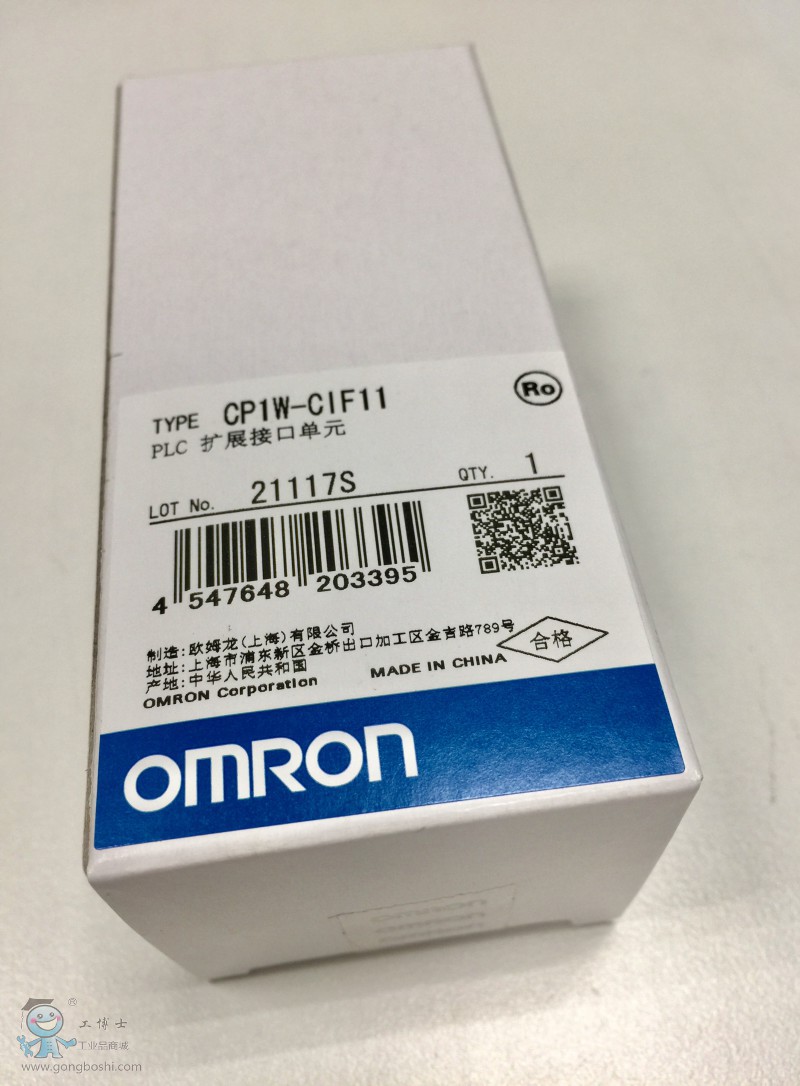 Ro
TYPE CP1W-CIF11
PLC 扩展接口单元
LOT No. 21117S QTY. 1
4 547648 203395
制造:欧姆龙(上海)有限公司
地址:上海市浦东新区金桥出口加工区金吉路789号
产地:中华人民共和国
合格
OMRON Corporation MADE IN CHINA
OMRON
OMRON
OMRON
OMRON
®
工博士
工业品商城
www.gongboshi.com